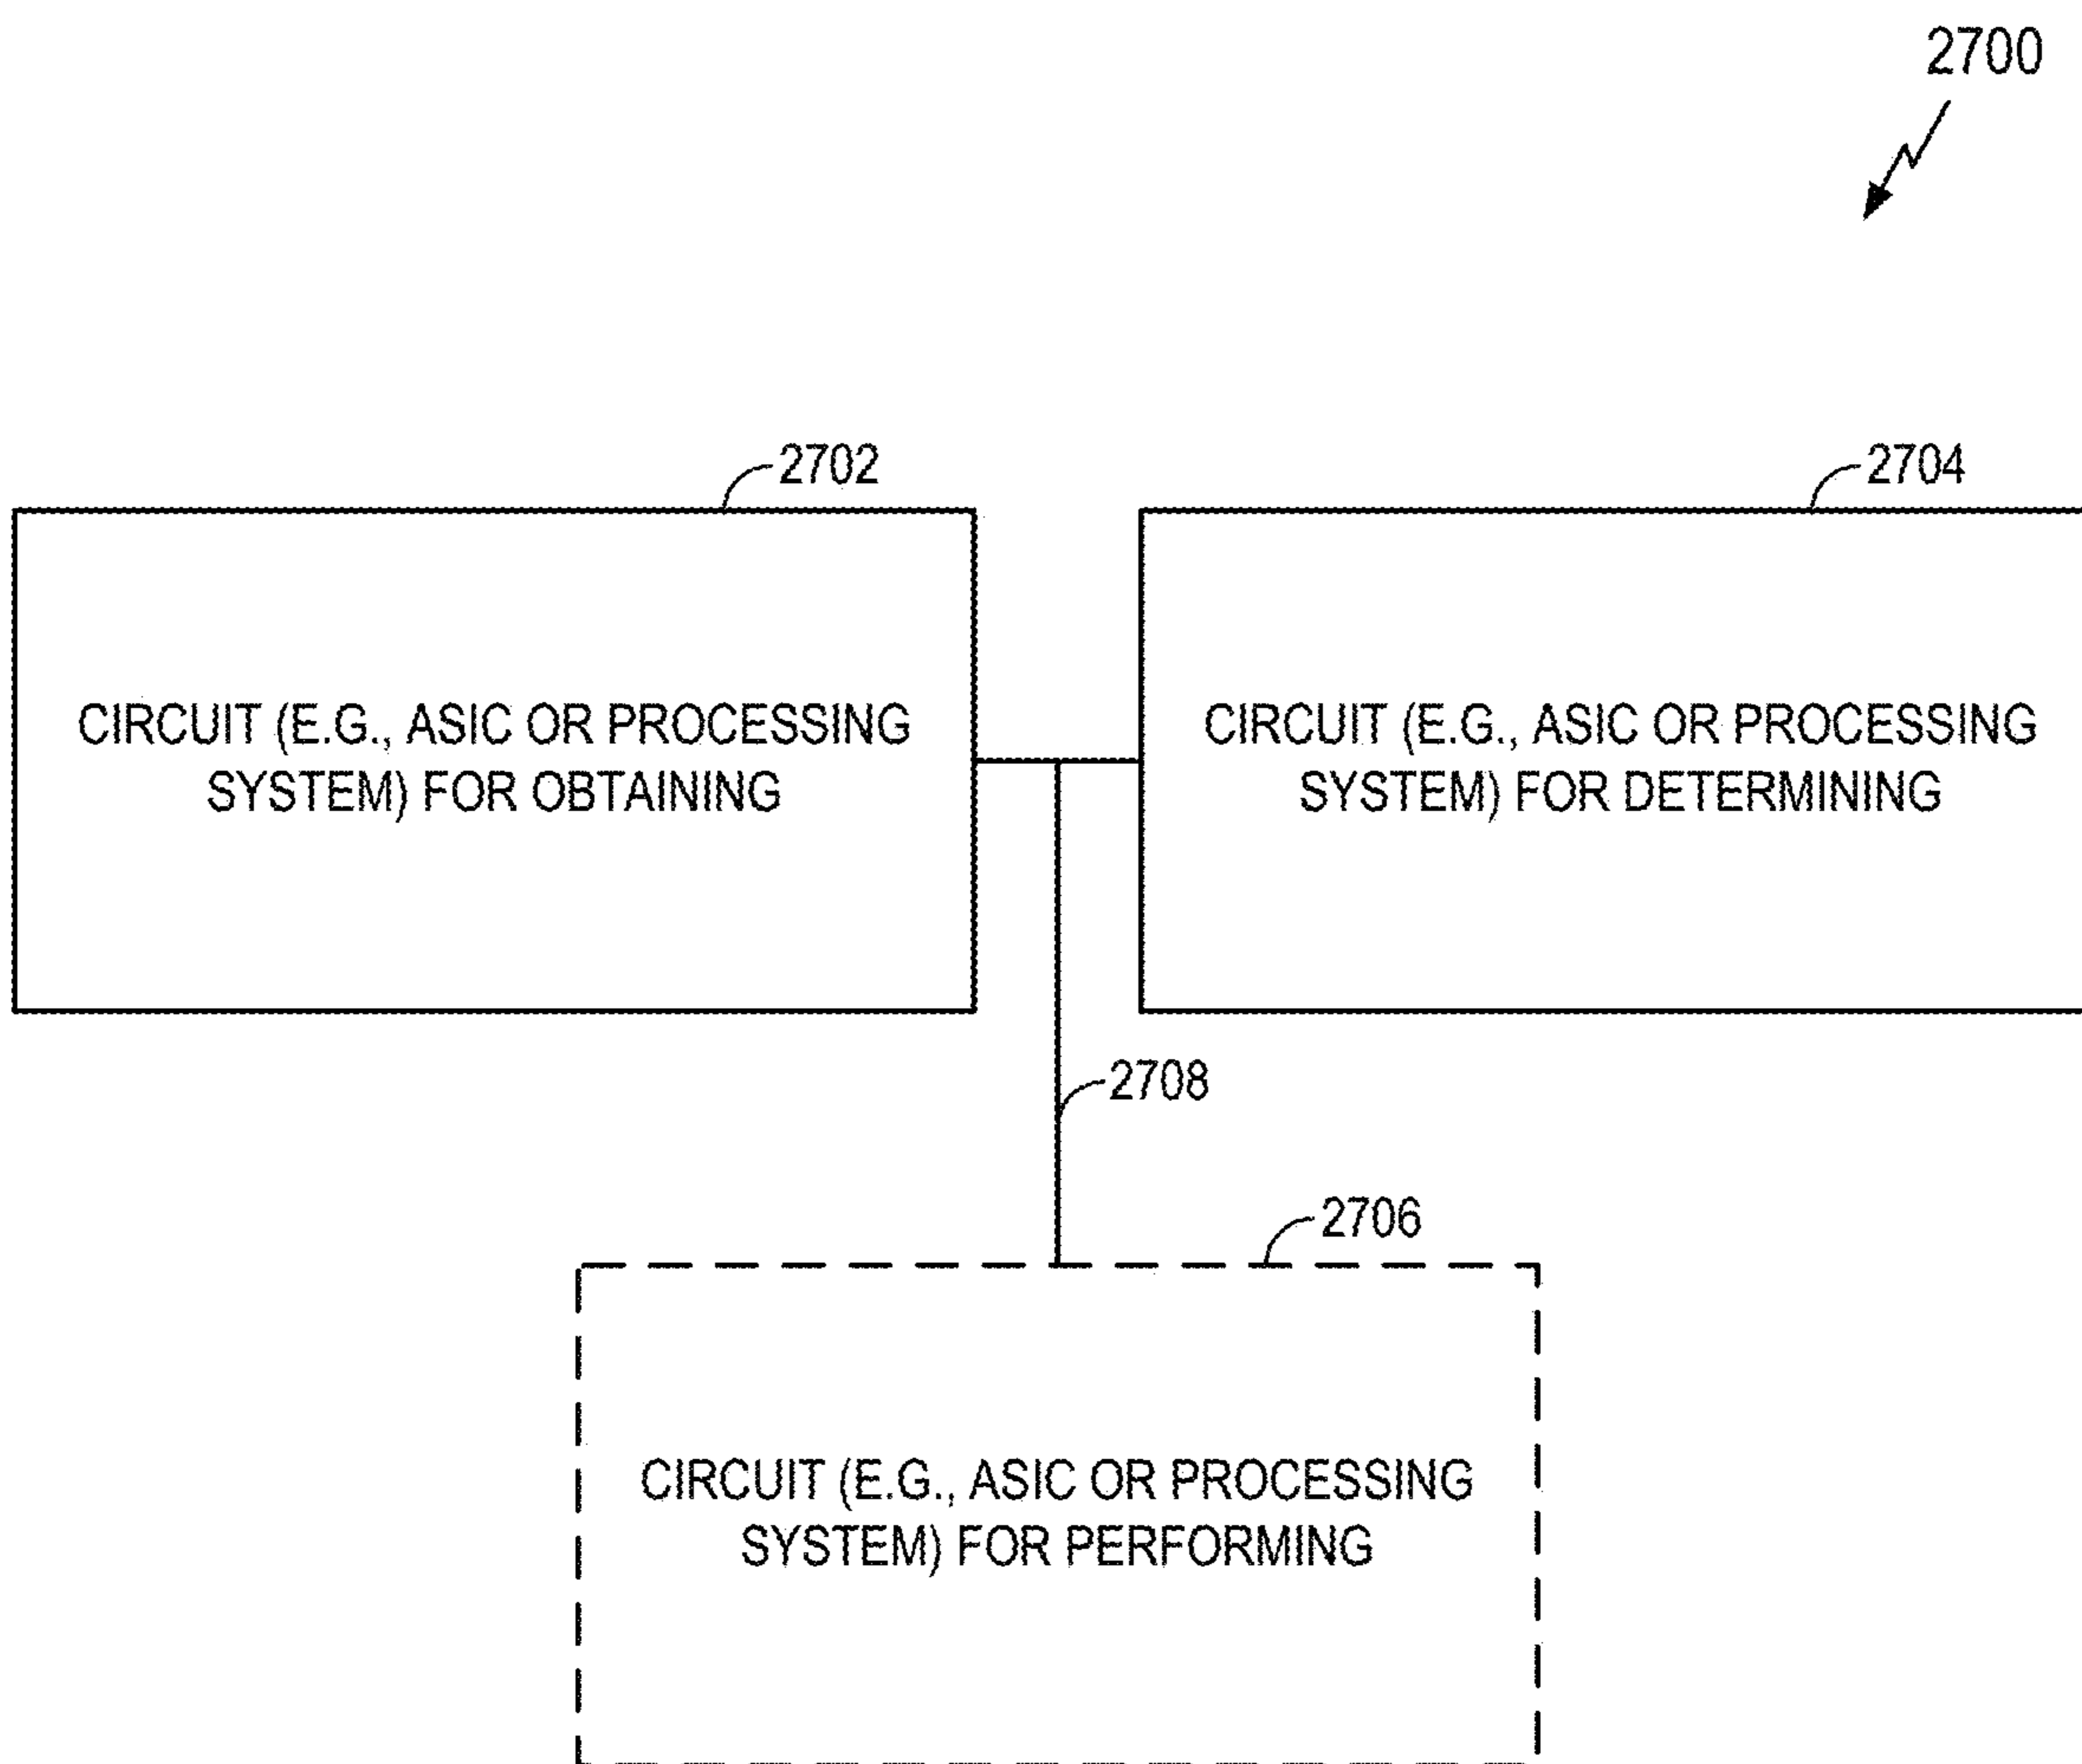 2700
2702
2704
CIRCUIT (E.G., ASIC OR PROCESSING
SYSTEM) FOR OBTAINING
CIRCUIT (E.G., ASIC OR PROCESSING
SYSTEM) FOR DETERMINING
2708
2706
CIRCUIT (E.G., ASIC OR PROCESSING
SYSTEM) FOR PERFORMING